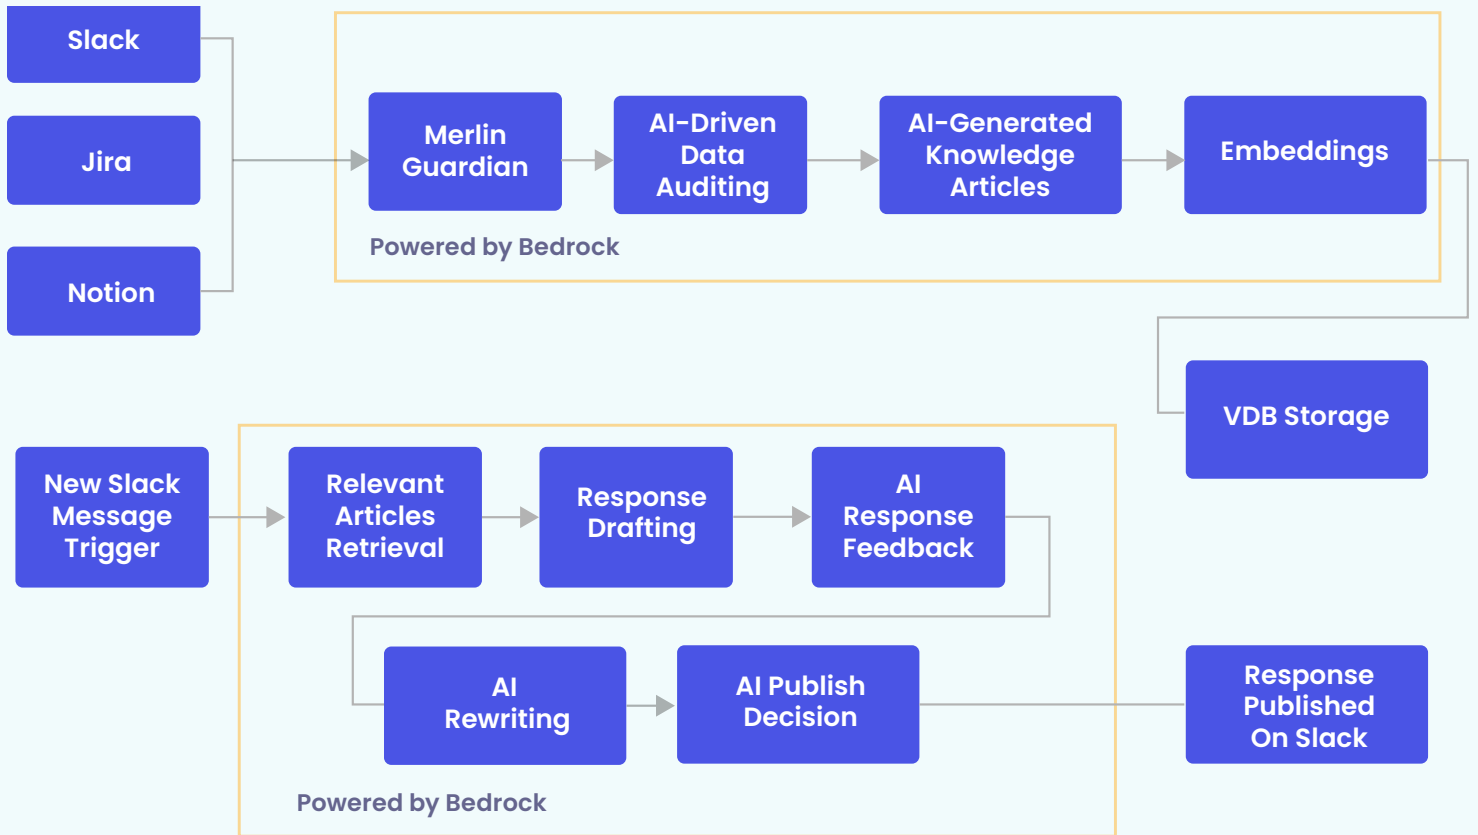 Slack
Jira
Notion
Merlin
Guardian
AI-Driven
Data
Auditing
AI-Generated
Knowledge
Articles
Embeddings
Powered by Bedrock
VDB Storage
New Slack
Message
Trigger
Relevant
Articles
Retrieval
Response
Drafting
AI
Response
Feedback
AI
Rewriting
AI Publish
Decision
Response
Published
On Slack
Powered by Bedrock